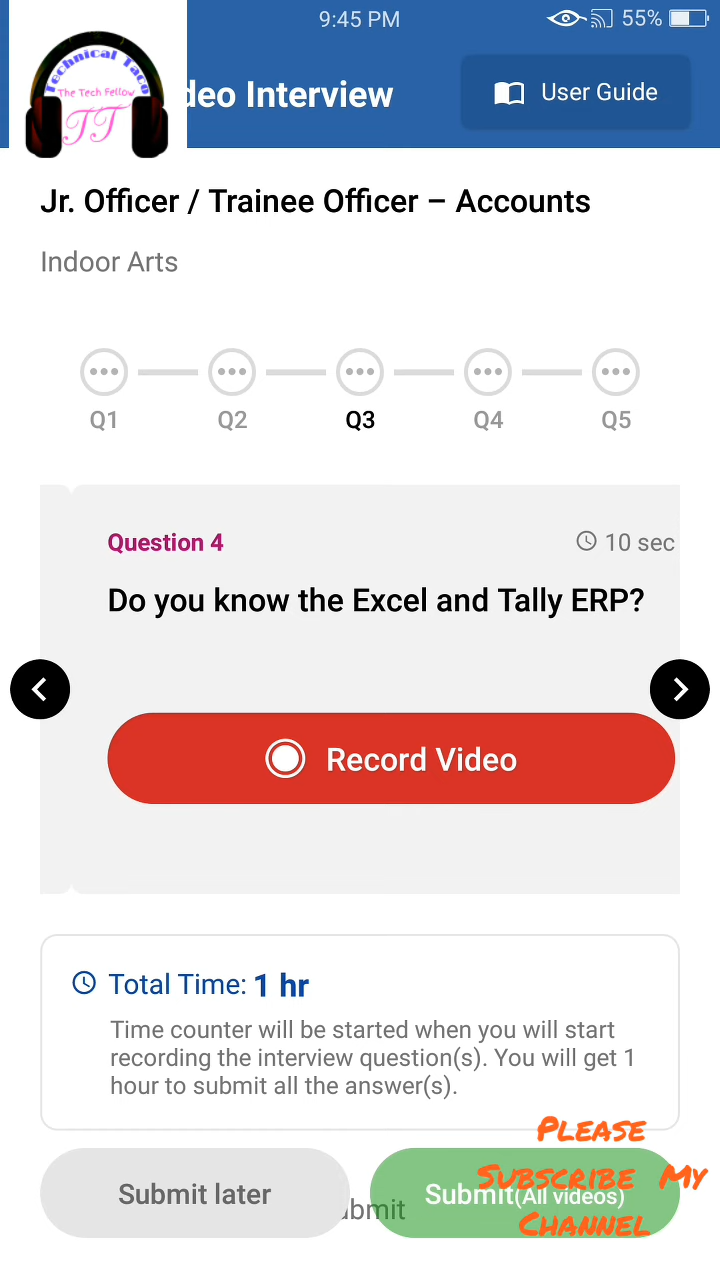 9:45 PM
55%
Technical Taco
The Tech Fellow
TT
deo Interview
User Guide
Jr. Officer / Trainee Officer – Accounts
Indoor Arts
Q1 Q2 Q3 Q4 Q5
Question 4
10 sec
Do you know the Excel and Tally ERP?
Record Video
Total Time: 1 hr
Time counter will be started when you will start
recording the interview question(s). You will get 1
hour to submit all the answer(s).
Please
Subscribe My
Channel
Submit later
bmit
Submit(All videos)